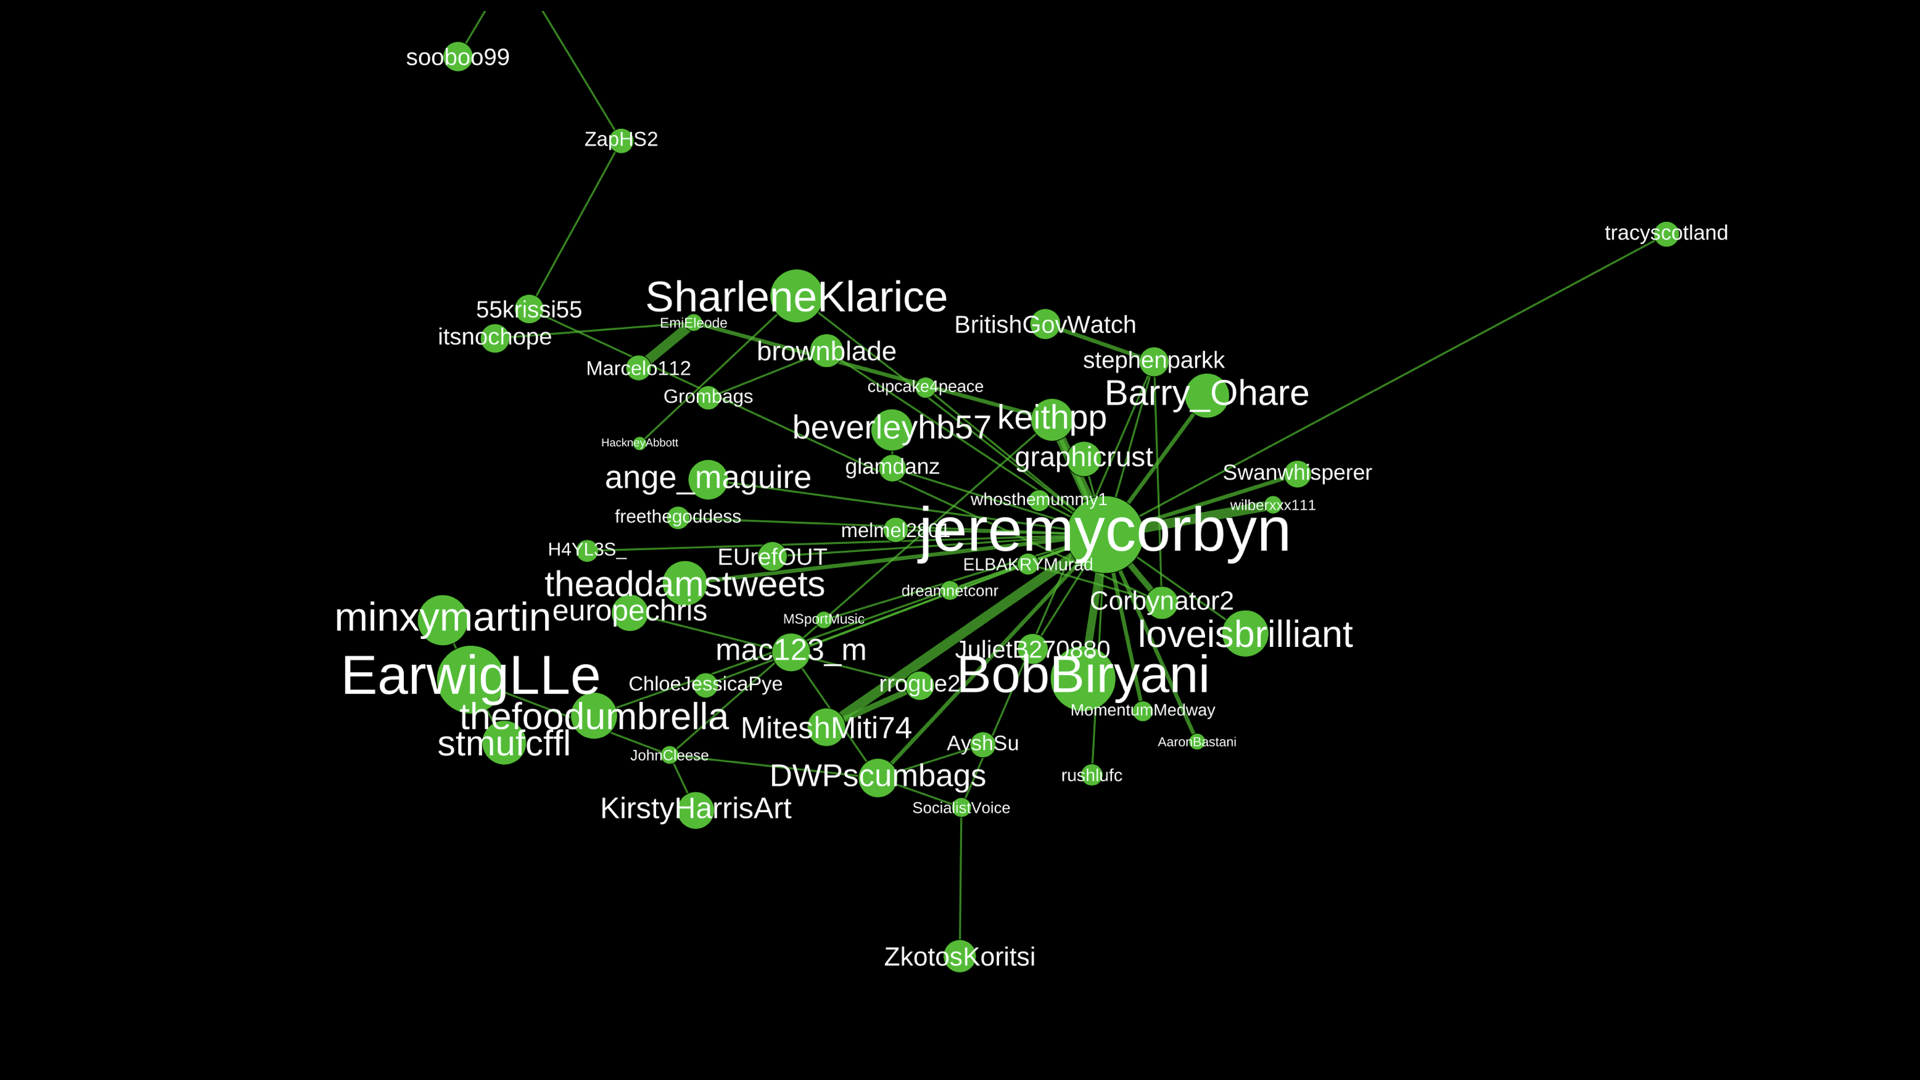 sooboo99
ZapHS2
tracyscotland
SharleneKlarice
55krissi55
EmiEleode
BritishGovWatch
itsnochope
brownblade
stephenparkk
Marcelo112
cupcake4peace
Barry_Ohare
Grombags
keithpp
beverleyhb57
HackneyAbbott
graphicrust
glamdanz
Swanwhisperer
ange_maguire
whosthemummy1
wilberxxx111
freethegoddess
melmel2801
jeremycorbyn
H4YL3S_
EUrefOUT
ELBAKRYMurad
theaddamstweets
dreamnetconr
Corbynator2
europechris
minxymartin
MSportMusic
loveisbrilliant
mac123_m
JulietB270880
EarwigLLe
BobBiryani
ChloeJessicaPye
rrogue2
MomentumMedway
thefoodumbrella
MiteshMiti74
stmufcffl
AyshSu
AaronBastani
JohnCleese
DWPscumbags
rushlufc
KirstyHarrisArt
SocialistVoice
ZkotosKoritsi